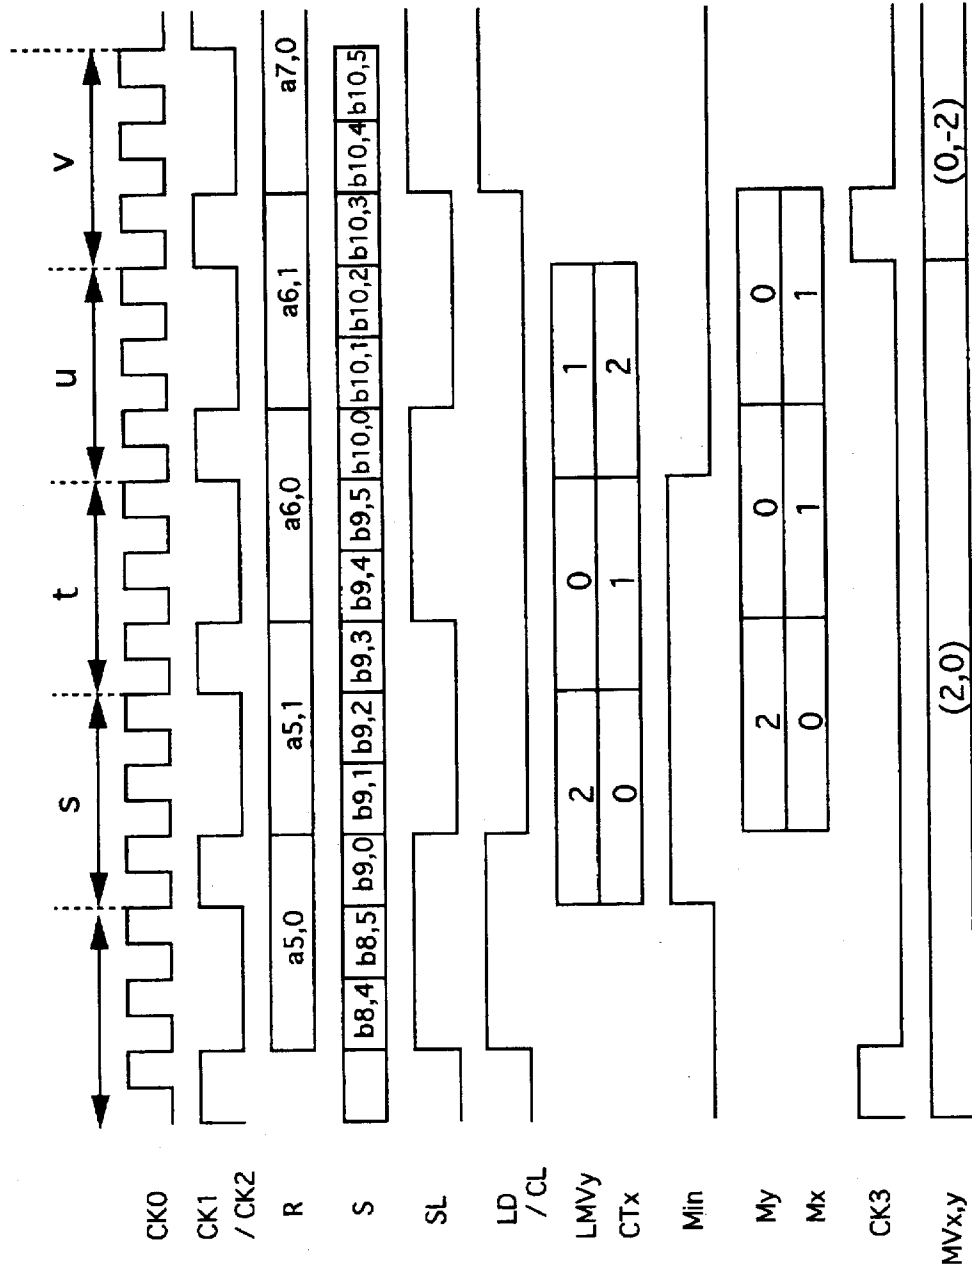 s t u v
CK0
CK1
/ CK2
R a5,0 a5,1 a6,0 a6,1 a7,0
S b8,4 b8,5 b9,0 b9,1 b9,2 b9,3 b9,4 b9,5 b10,0 b10,1 b10,2 b10,3 b10,4 b10,5
SL
LD
/ CL
LMVy 2 0 1
CTx 0 1 2
Min
My 2 0 0
Mx 0 1 1
CK3
MVx,y (2,0) (0,-2)